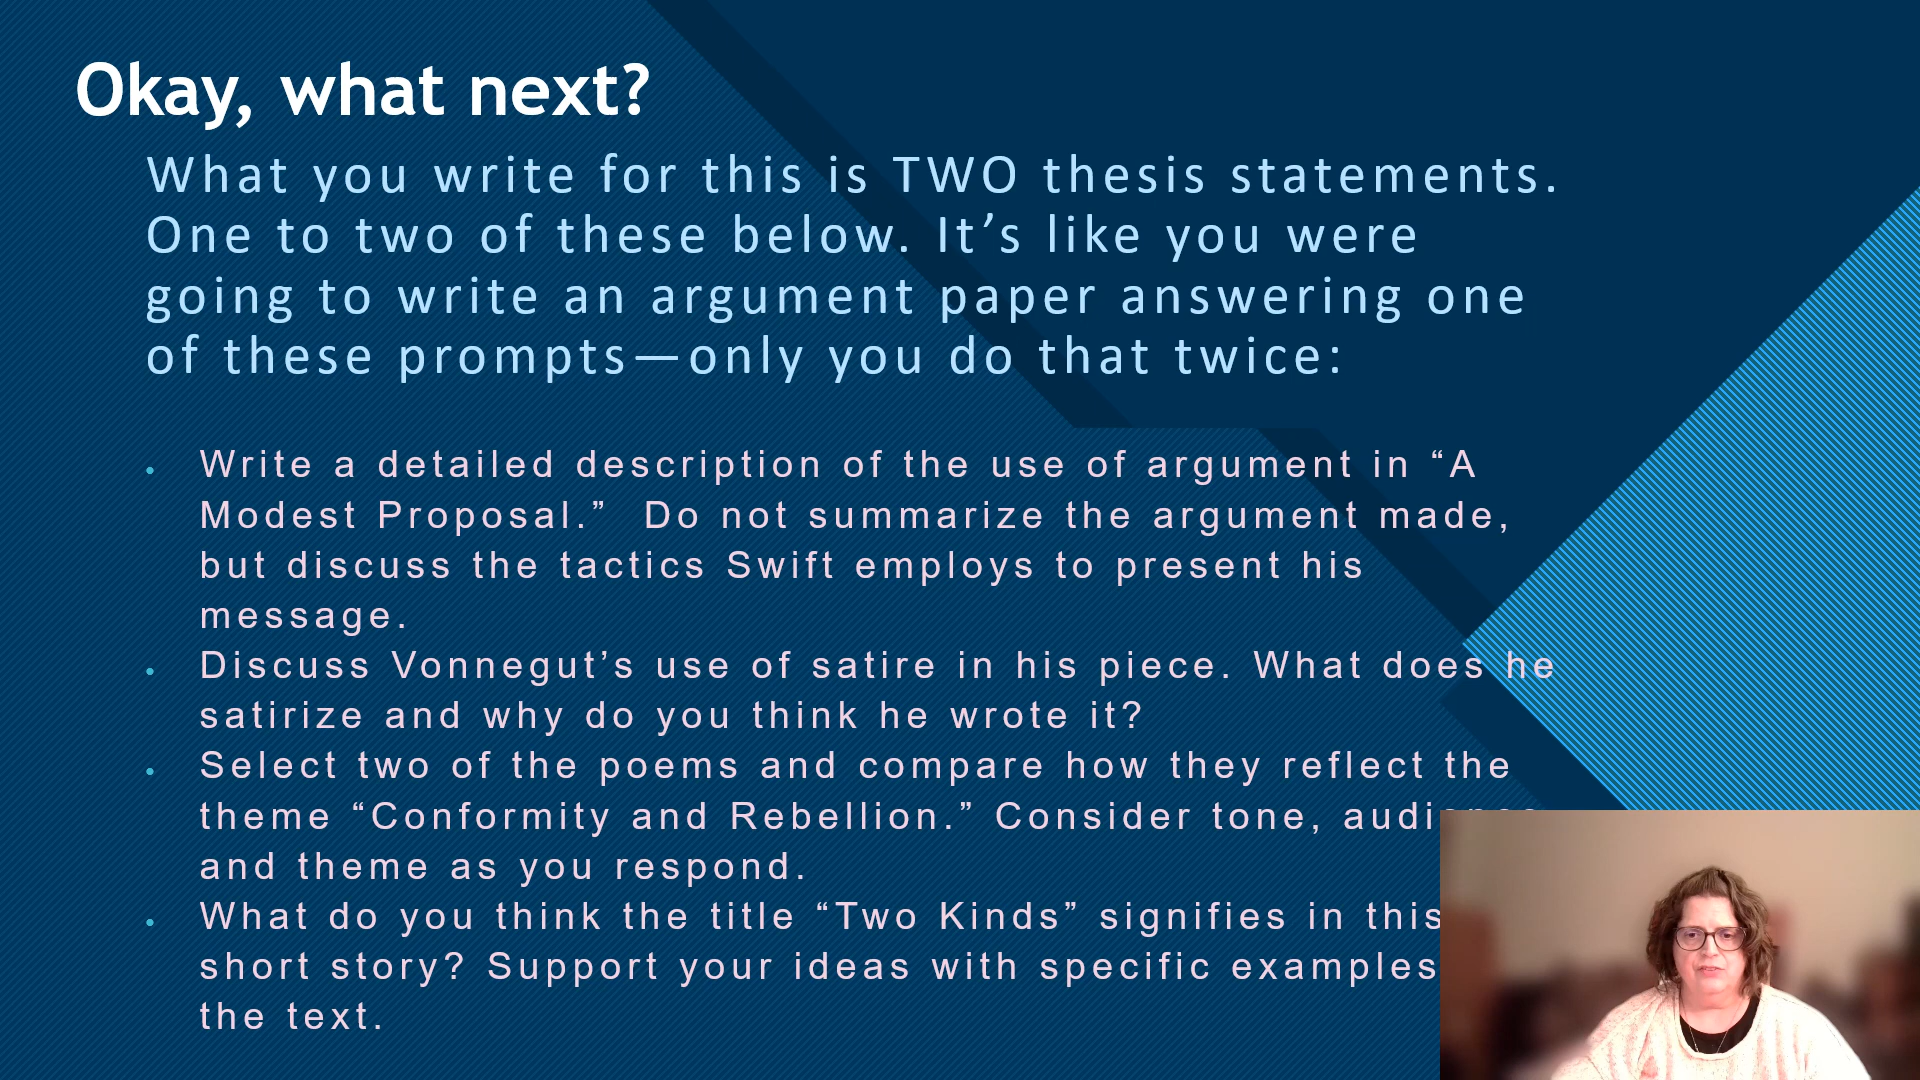 Okay, what next?
What you write for this is TWO thesis statements.
One to two of these below. It’s like you were
going to write an argument paper answering one
of these prompts—only you do that twice:
• Write a detailed description of the use of argument in “A
Modest Proposal.”  Do not summarize the argument made,
but discuss the tactics Swift employs to present his
message.
• Discuss Vonnegut’s use of satire in his piece. What does he
satirize and why do you think he wrote it?
• Select two of the poems and compare how they reflect the
theme “Conformity and Rebellion.” Consider tone,
and theme as you respond.
• What do you think the title “Two Kinds” signifies in this
short story? Support your ideas with specific examples
the text.